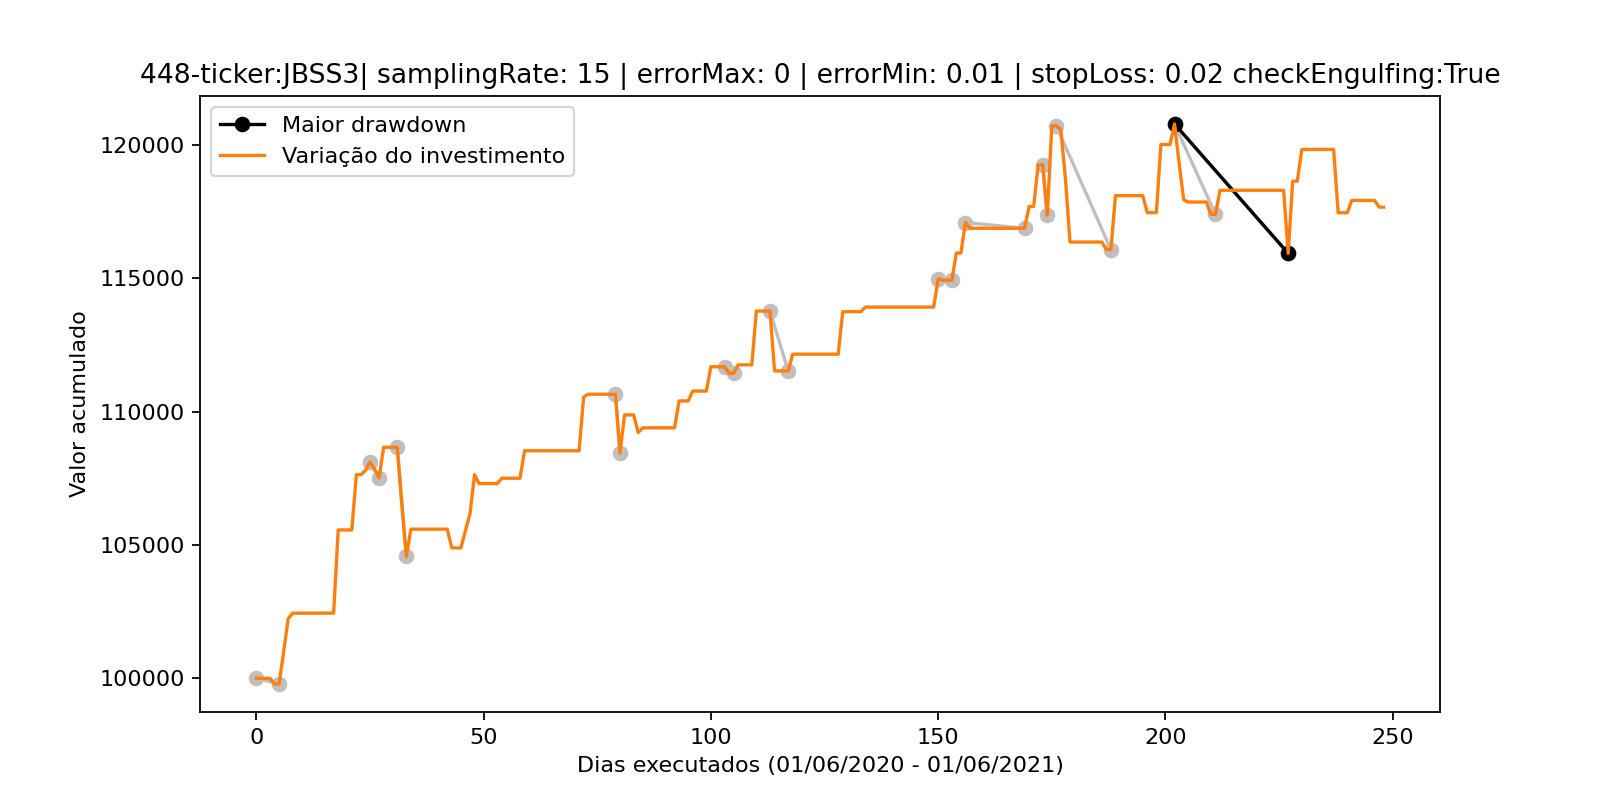 448-ticker:JBSS3| samplingRate: 15 | errorMax: 0 | errorMin: 0.01 | stopLoss: 0.02 checkEngulfing:True
Maior drawdown
Variação do investimento
120000
115000
110000
105000
100000
Valor acumulado
0 50 100 150 200 250
Dias executados (01/06/2020 - 01/06/2021)